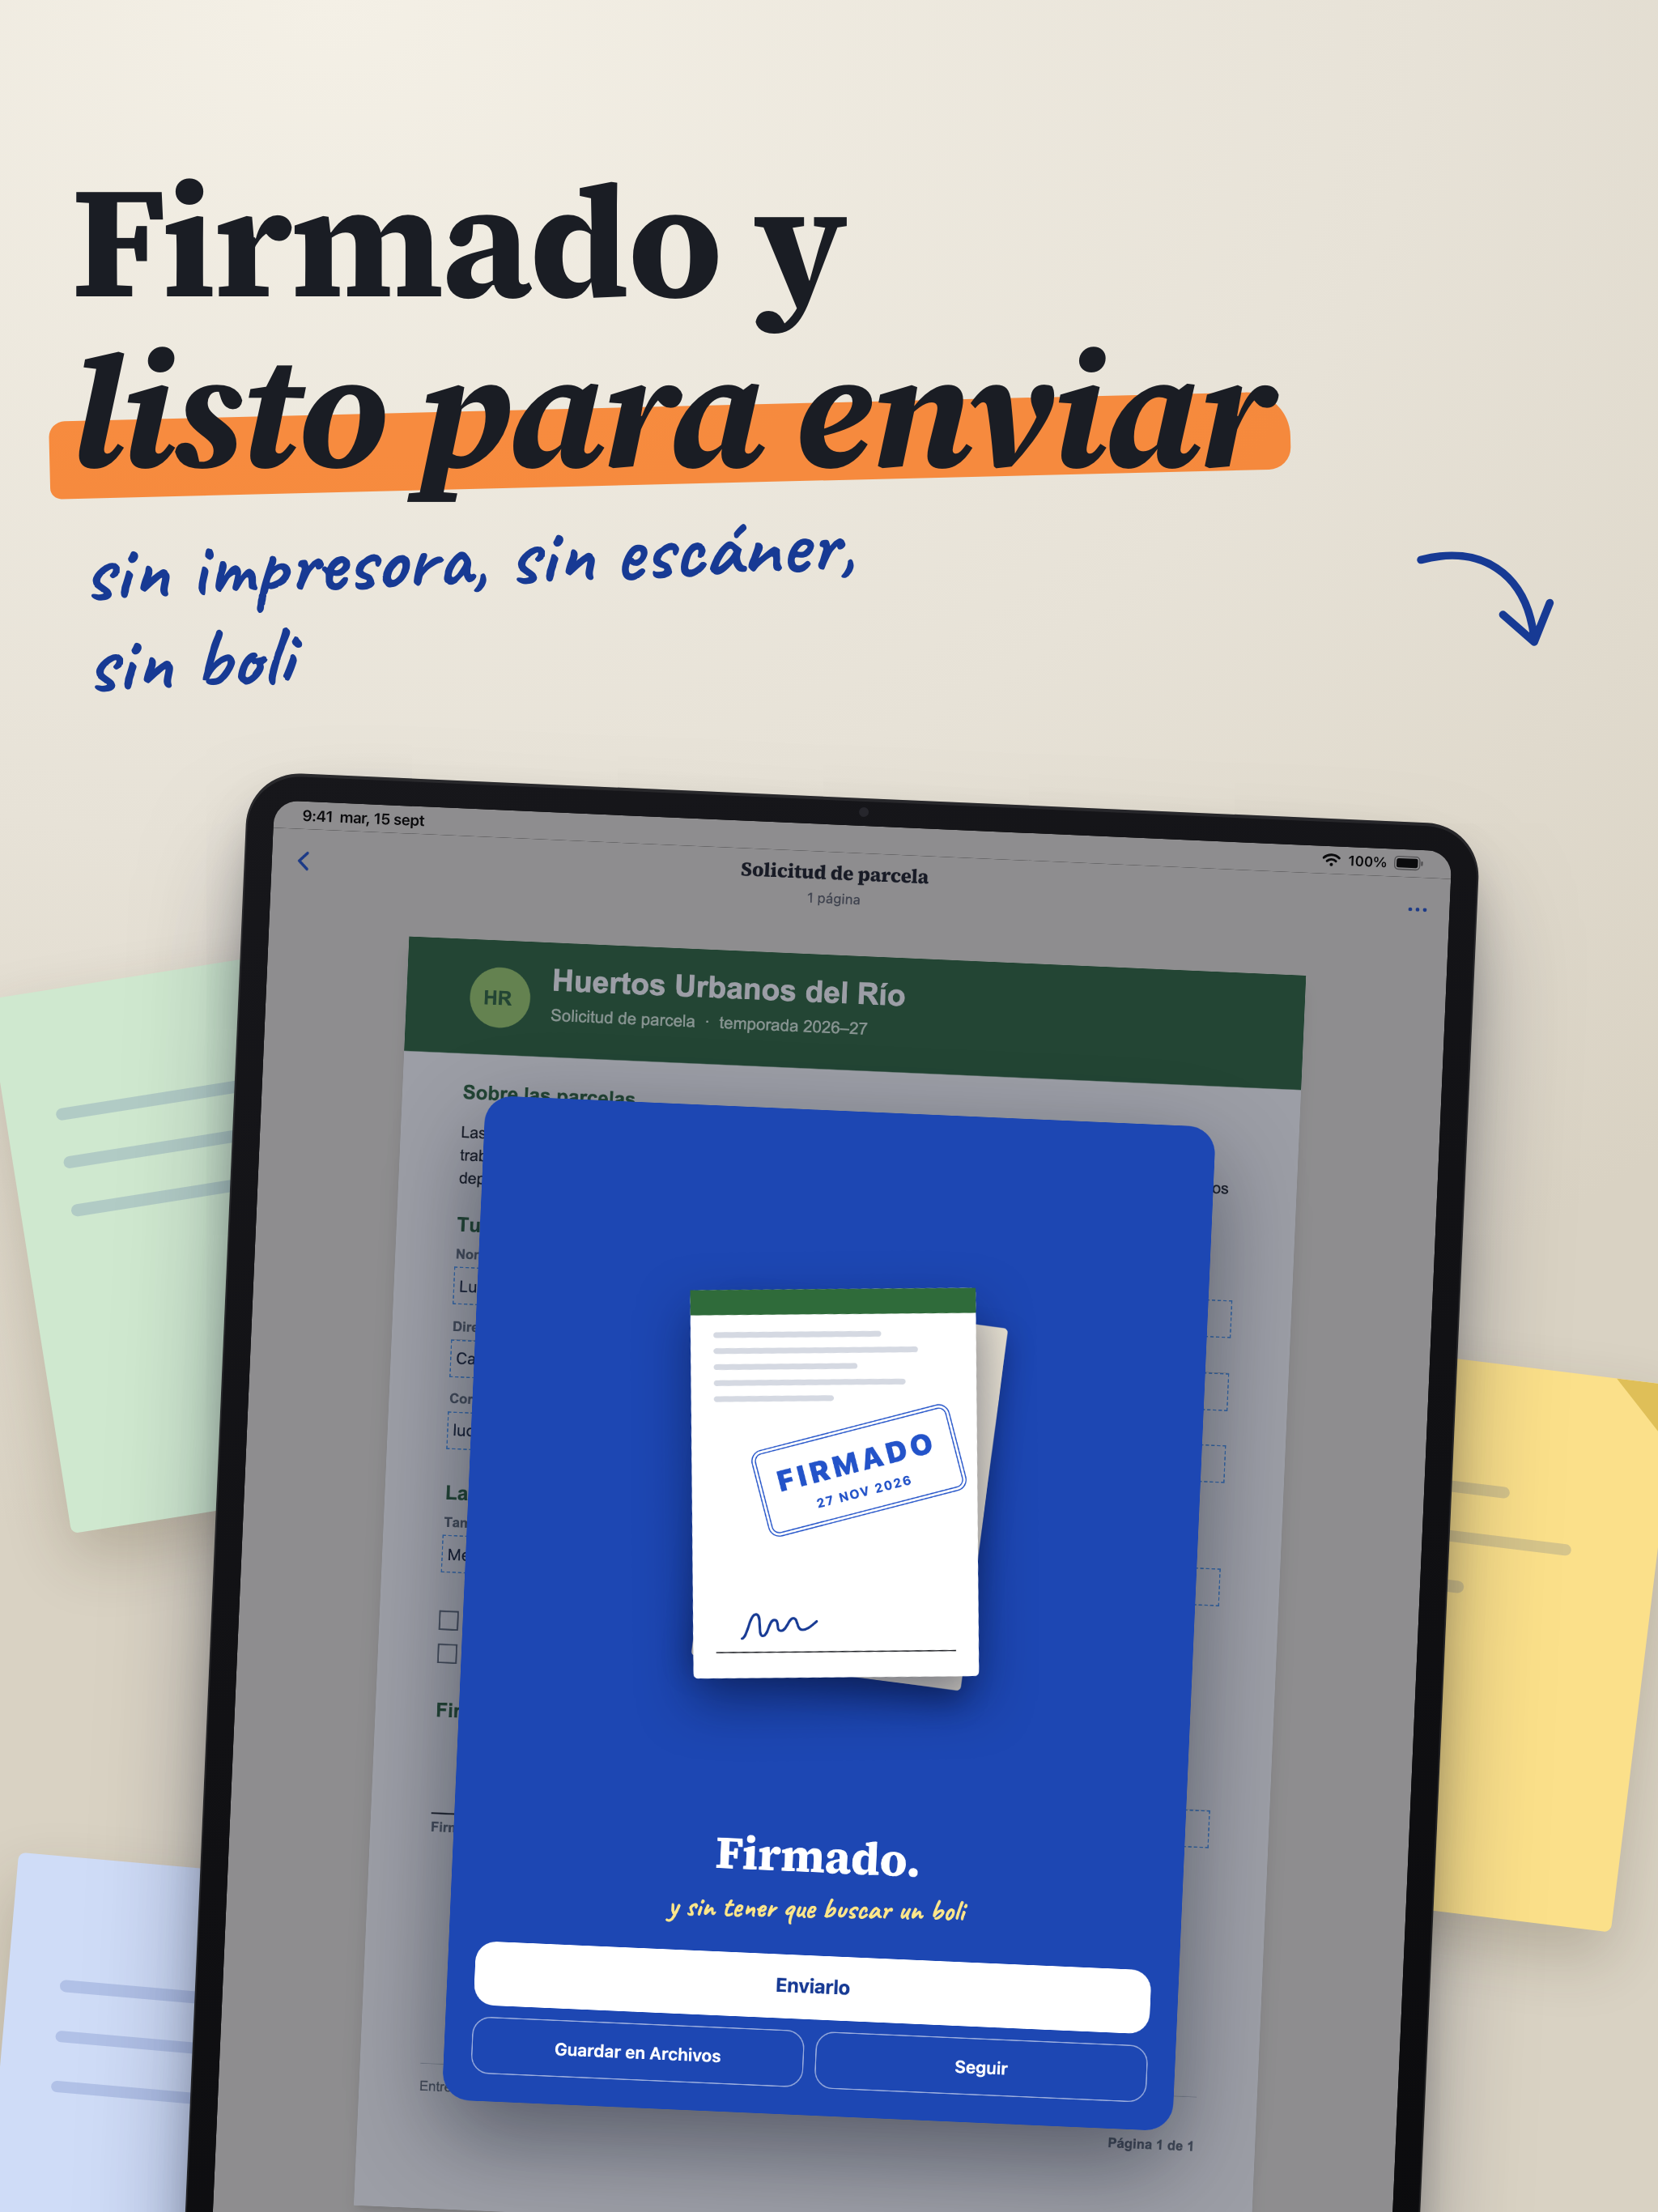 Firmado y
listo para enviar
sin impresora, sin escáner,
sin boli
9:41 mar, 15 sept
100%
Solicitud de parcela
1 página
HR
Huertos Urbanos del Río
Solicitud de parcela · temporada 2026–27
Sobre las parcelas
Las
FIRMADO
27 NOV 2026
Firmado.
y sin tener que buscar un boli
Enviarlo
Guardar en Archivos
Seguir
Página 1 de 1